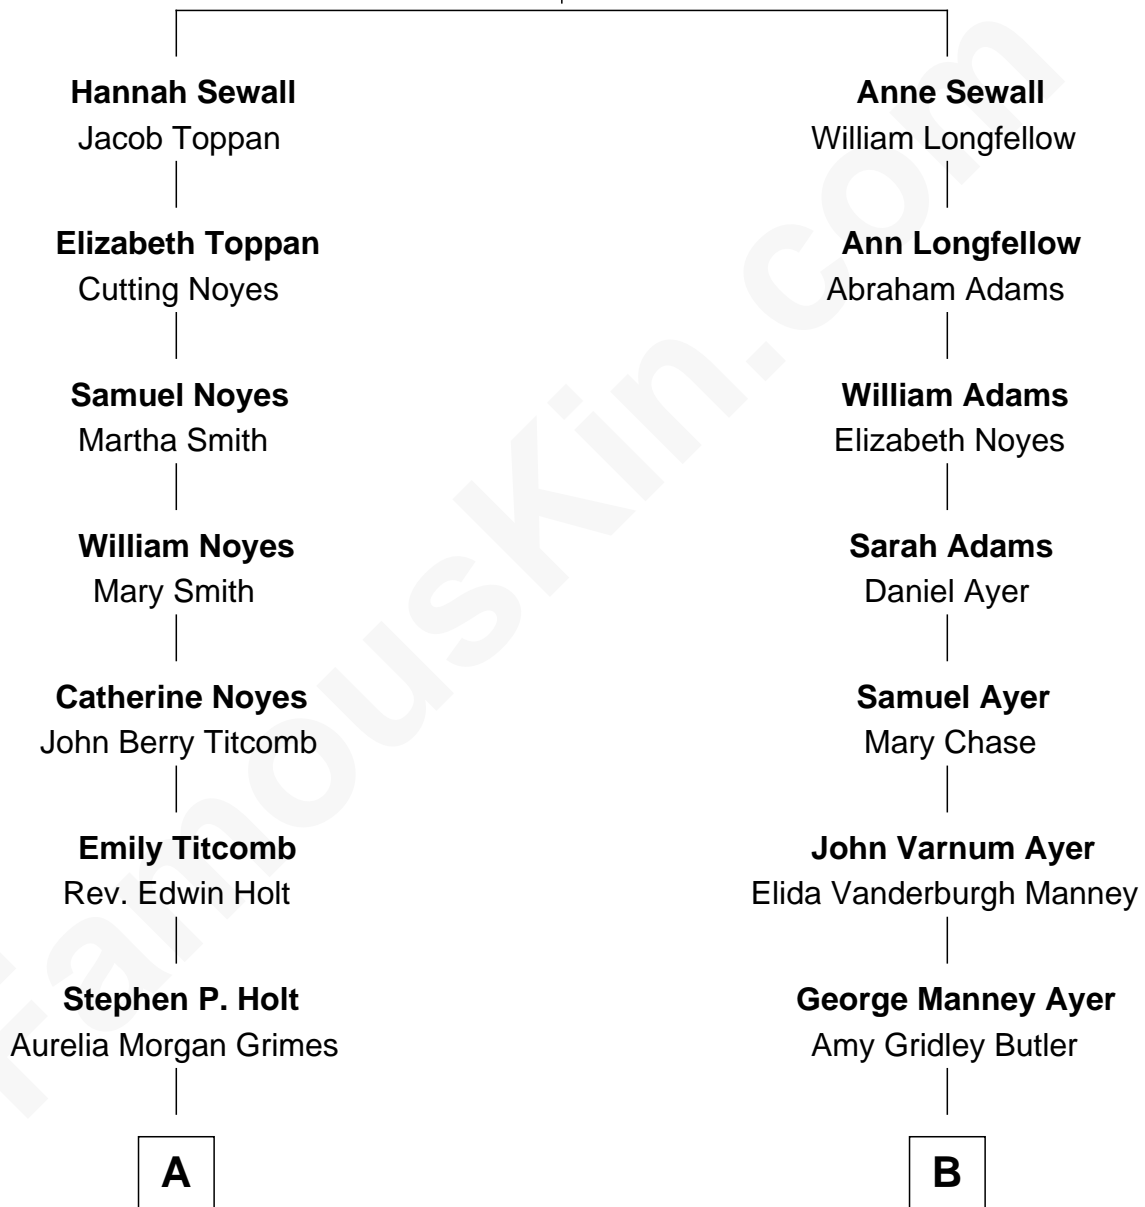 Hannah Sewall
Jacob Toppan
Elizabeth Toppan
Cutting Noyes
Samuel Noyes
Martha Smith
William Noyes
Mary Smith
Catherine Noyes
John Berry Titcomb
Emily Titcomb
Rev. Edwin Holt
Stephen P. Holt
Aurelia Morgan Grimes
A
Anne Sewall
William Longfellow
Ann Longfellow
Abraham Adams
William Adams
Elizabeth Noyes
Sarah Adams
Daniel Ayer
Samuel Ayer
Mary Chase
John Varnum Ayer
Elida Vanderburgh Manney
George Manney Ayer
Amy Gridley Butler
B
FamousKin.com